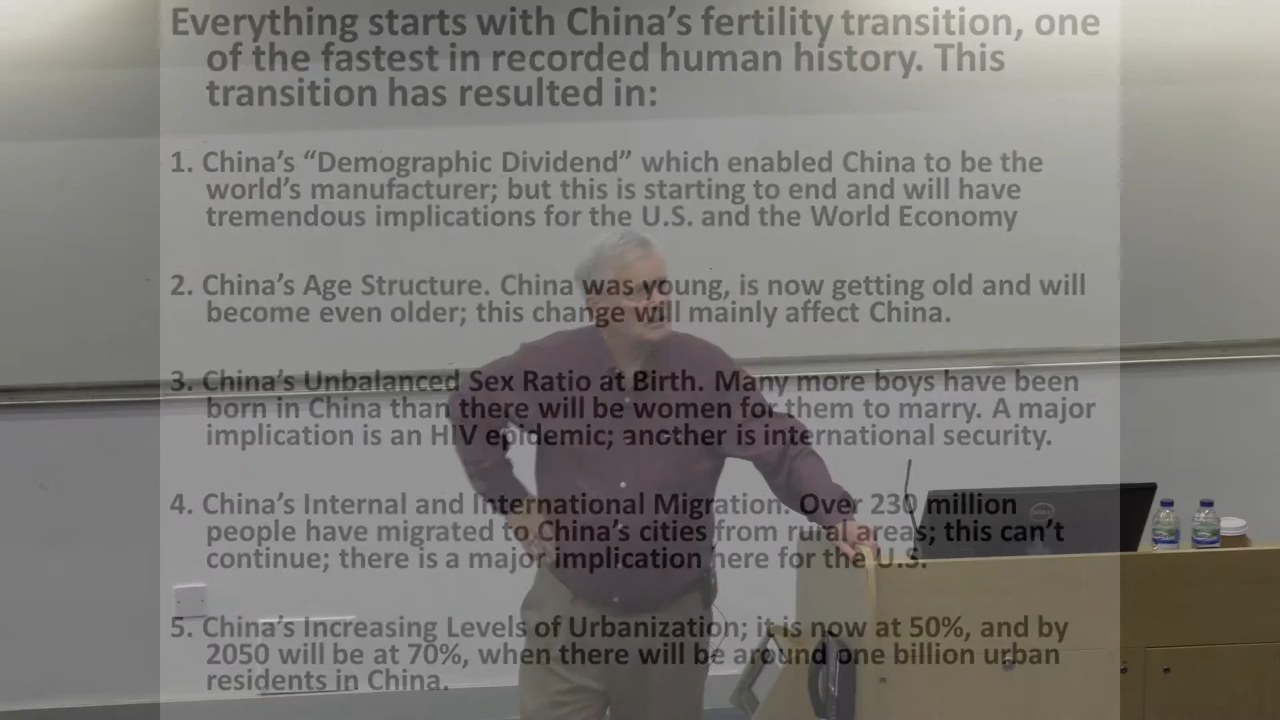 Everything starts with China’s fertility transition, one
of the fastest in recorded human history. This
transition has resulted in:
1. China’s “Demographic Dividend” which enabled China to be the
world’s manufacturer; but this is starting to end and will have
tremendous implications for the U.S. and the World Economy
2. China’s Age Structure. China was young, is now getting old and will
become even older; this change will mainly affect China.
3. China’s Unbalanced Sex Ratio at Birth. Many more boys have been
born in China than there will be women for them to marry. A major
implication is an HIV epidemic; another is international security.
4. China’s Internal and International Migration. Over 230 million
people have migrated to China’s cities from rural areas; this can’t
continue; there is a major implication here for the U.S.
5. China’s Increasing Levels of Urbanization; it is now at 50%, and by
2050 will be at 70%, when there will be around one billion urban
residents in China.
DELL